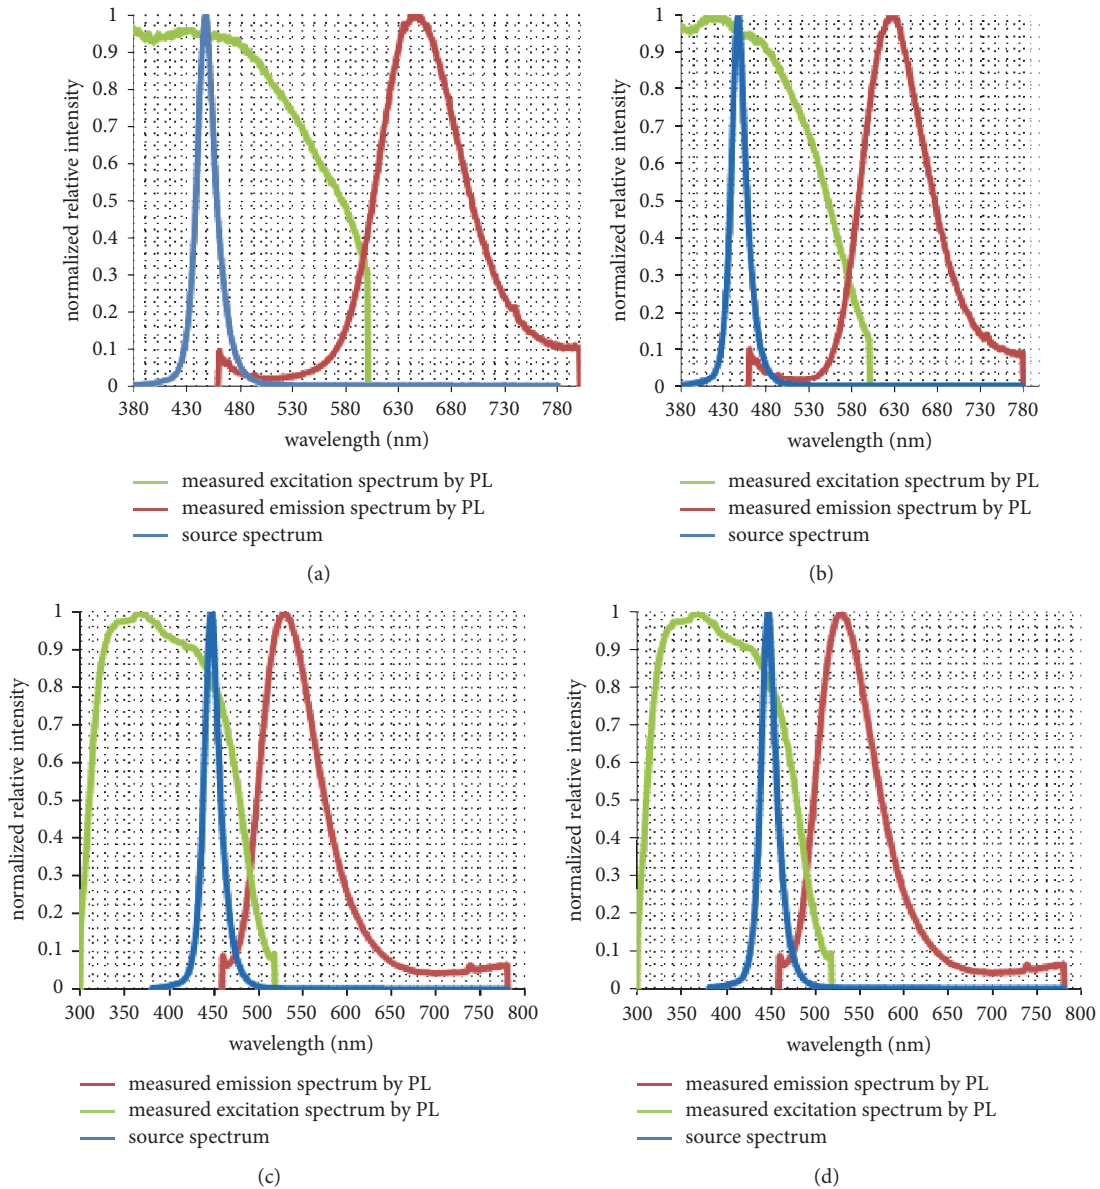 1
0.9
0.8
0.7
0.6
0.5
0.4
0.3
0.2
0.1
0
normalized relative intensity
380 430 480 530 580 630 680 730 780
wavelength (nm)
measured excitation spectrum by PL
measured emission spectrum by PL
source spectrum
(a)
1
0.9
0.8
0.7
0.6
0.5
0.4
0.3
0.2
0.1
0
normalized relative intensity
380 430 480 530 580 630 680 730 780
wavelength (nm)
measured excitation spectrum by PL
measured emission spectrum by PL
source spectrum
(b)
1
0.9
0.8
0.7
0.6
0.5
0.4
0.3
0.2
0.1
0
normalized relative intensity
300 350 400 450 500 550 600 650 700 750 800
wavelength (nm)
measured emission spectrum by PL
measured excitation spectrum by PL
source spectrum
(c)
1
0.9
0.8
0.7
0.6
0.5
0.4
0.3
0.2
0.1
0
normalized relative intensity
300 350 400 450 500 550 600 650 700 750 800
wavelength (nm)
measured emission spectrum by PL
measured excitation spectrum by PL
source spectrum
(d)